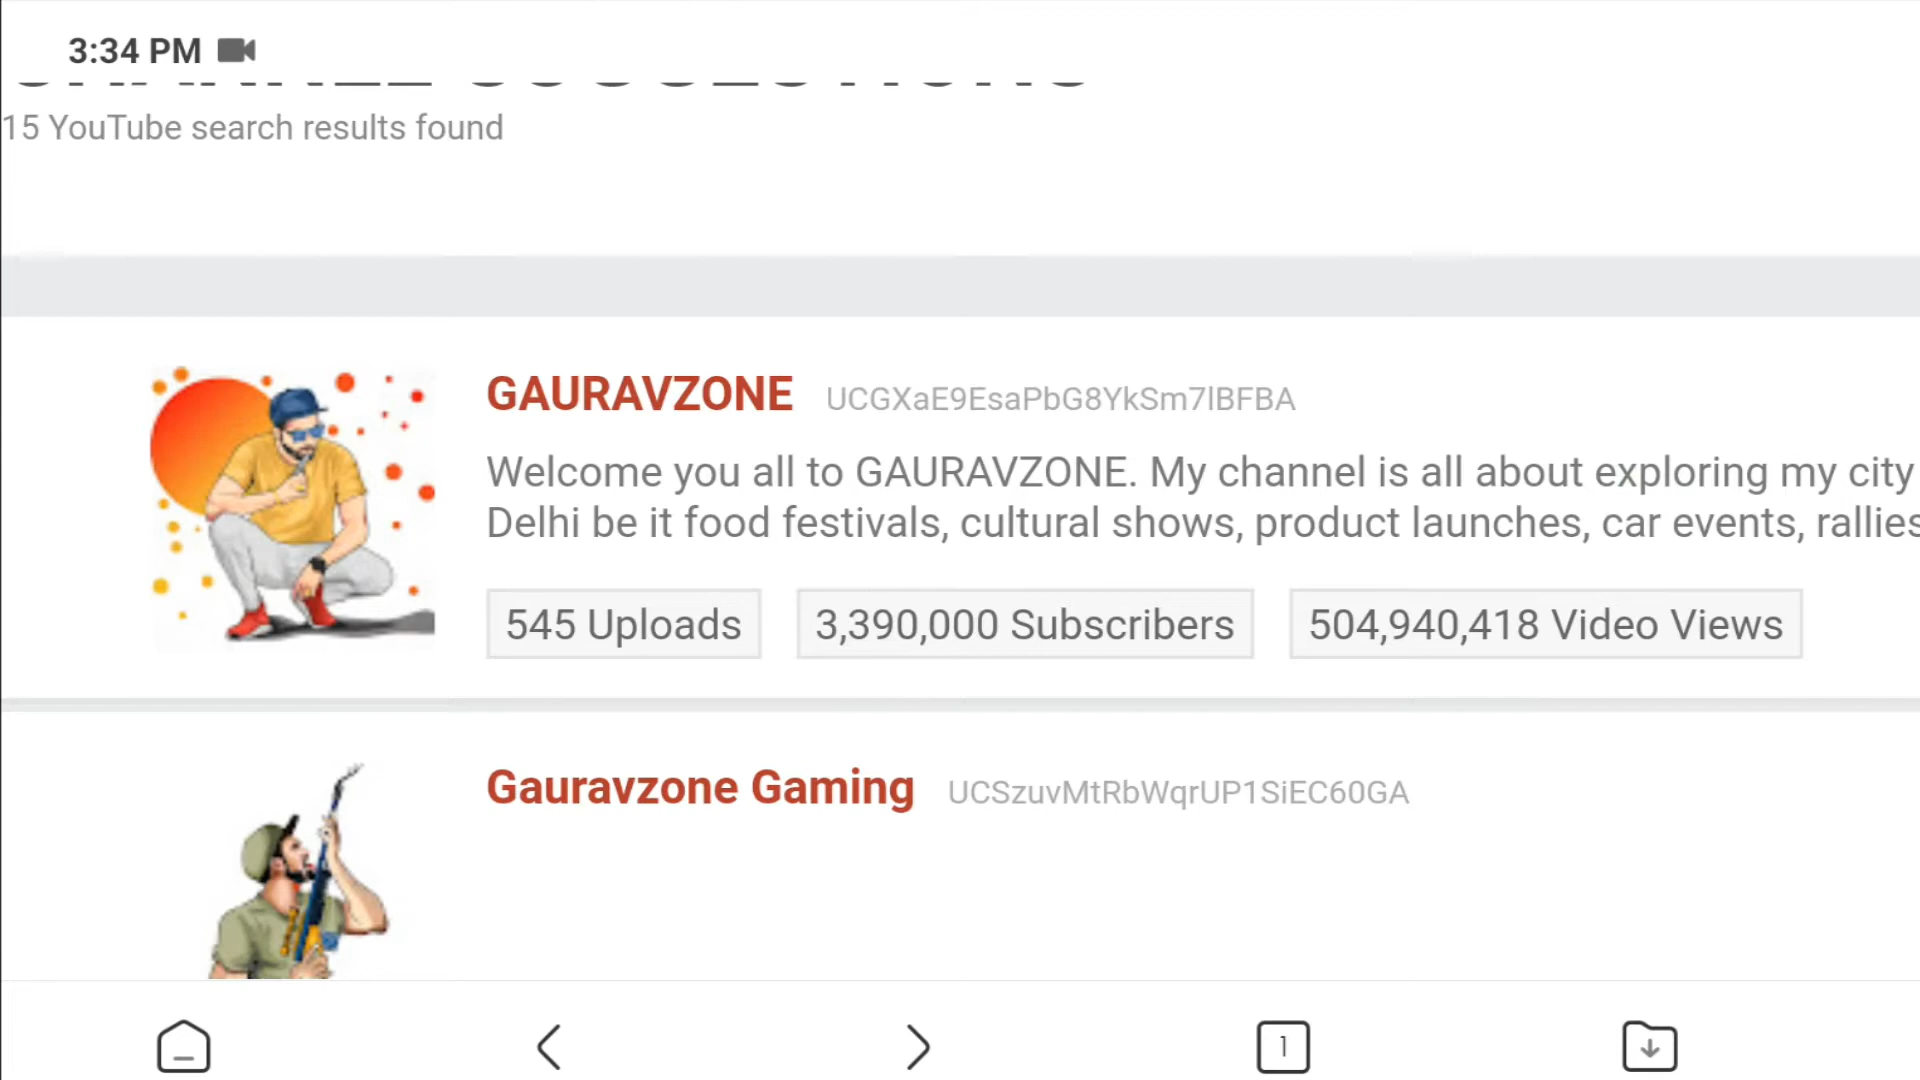 3:34 PM
15 YouTube search results found
GAURAVZONE UCGXaE9EsaPbG8YkSm7lBFBA
Welcome you all to GAURAVZONE. My channel is all about exploring my city
Delhi be it food festivals, cultural shows, product launches, car events, rallies
545 Uploads 3,390,000 Subscribers 504,940,418 Video Views
Gauravzone Gaming UCSzuvMtRbWqrUP1SiEC60GA
1